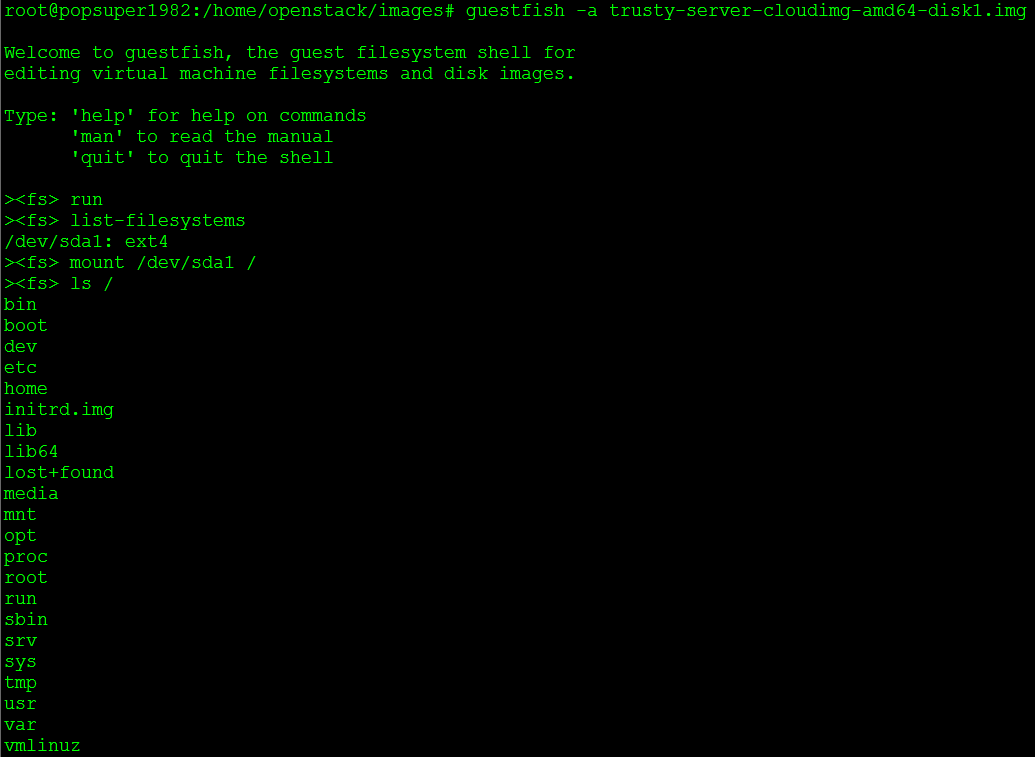 root@popsuper1982:/home/openstack/images# guestfish -a trusty-server-cloudimg-amd64-disk1.img
Welcome to guestfish, the guest filesystem shell for
editing virtual machine filesystems and disk images.
Type: 'help' for help on commands
'man' to read the manual
'quit' to quit the shell
><fs> run
><fs> list-filesystems
/dev/sda1: ext4
><fs> mount /dev/sda1 /
><fs> ls /
bin
boot
dev
etc
home
initrd.img
lib
lib64
lost+found
media
mnt
opt
proc
root
run
sbin
srv
sys
tmp
usr
var
vmlinuz